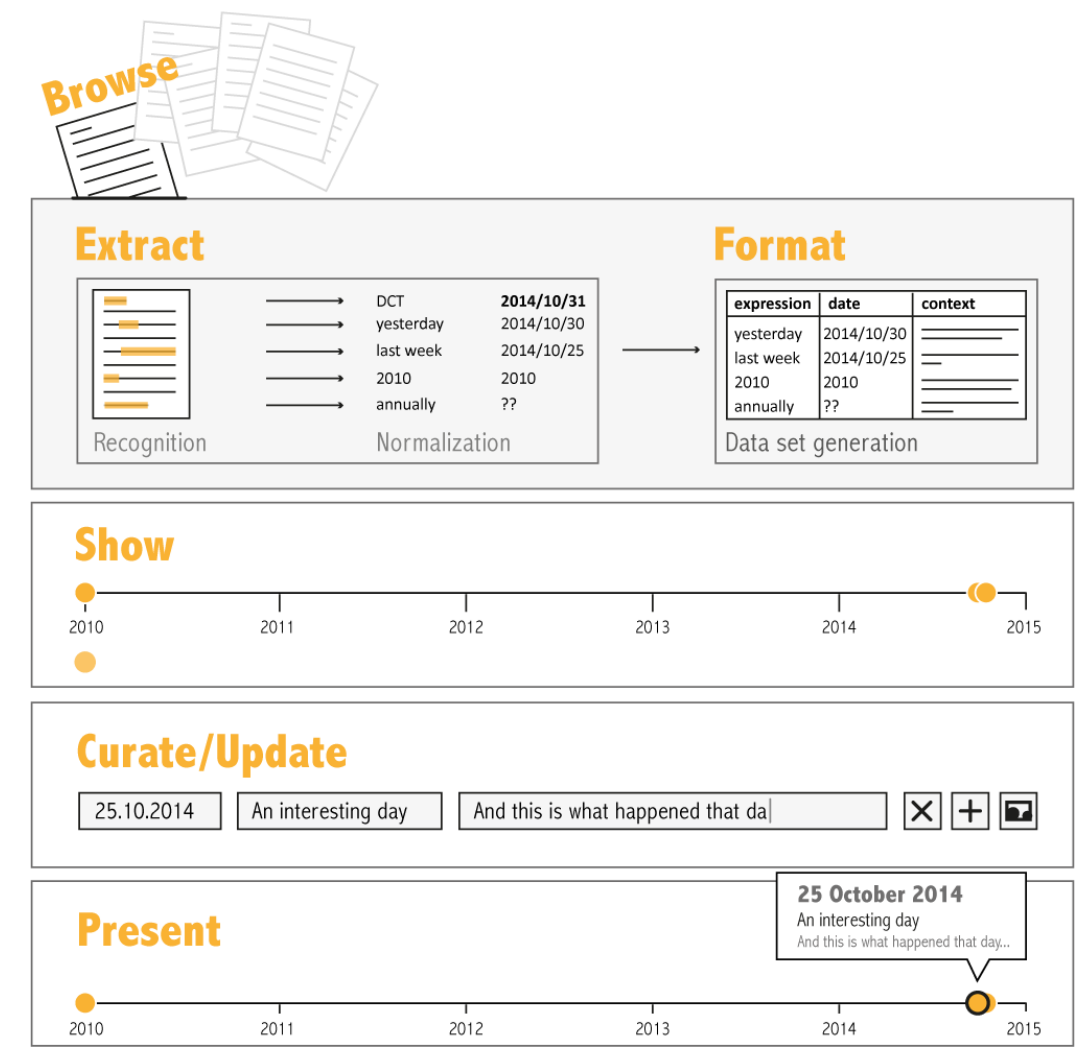 Browse
Extract
Format
DCT 2014/10/31
yesterday 2014/10/30
last week 2014/10/25
2010 2010
annually ??
Recognition
Normalization
expression date context
yesterday 2014/10/30
last week 2014/10/25
2010 2010
annually ??
Data set generation
Show
2010 2011 2012 2013 2014 2015
Curate/Update
25.10.2014 An interesting day And this is what happened that da
Present
25 October 2014
An interesting day
And this is what happened that day...
2010 2011 2012 2013 2014 2015